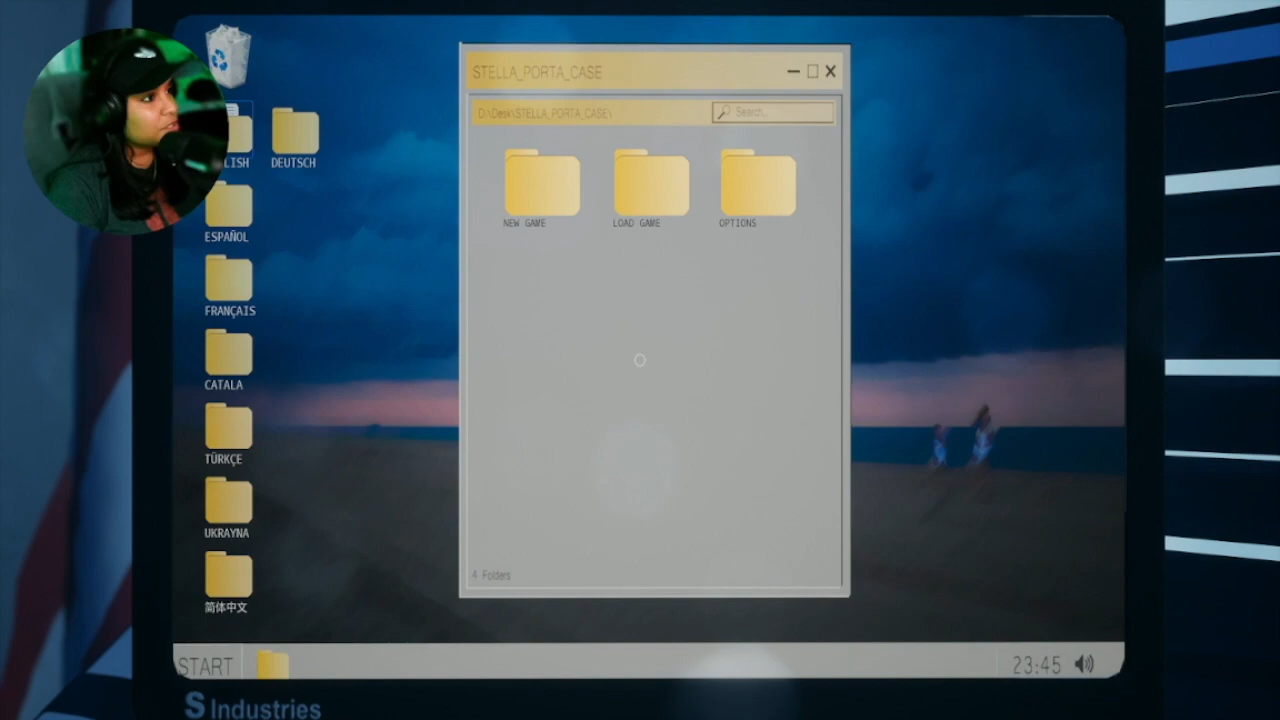 STELLA_PORTA_CASE
D:\Desk\STELLA_PORTA_CASE\
Search...
NEW GAME
LOAD GAME
OPTIONS
4 Folders
LISH
DEUTSCH
ESPAÑOL
FRANÇAIS
CATALA
TÜRKÇE
UKRAYNA
简体中文
START
23:45
S Industries